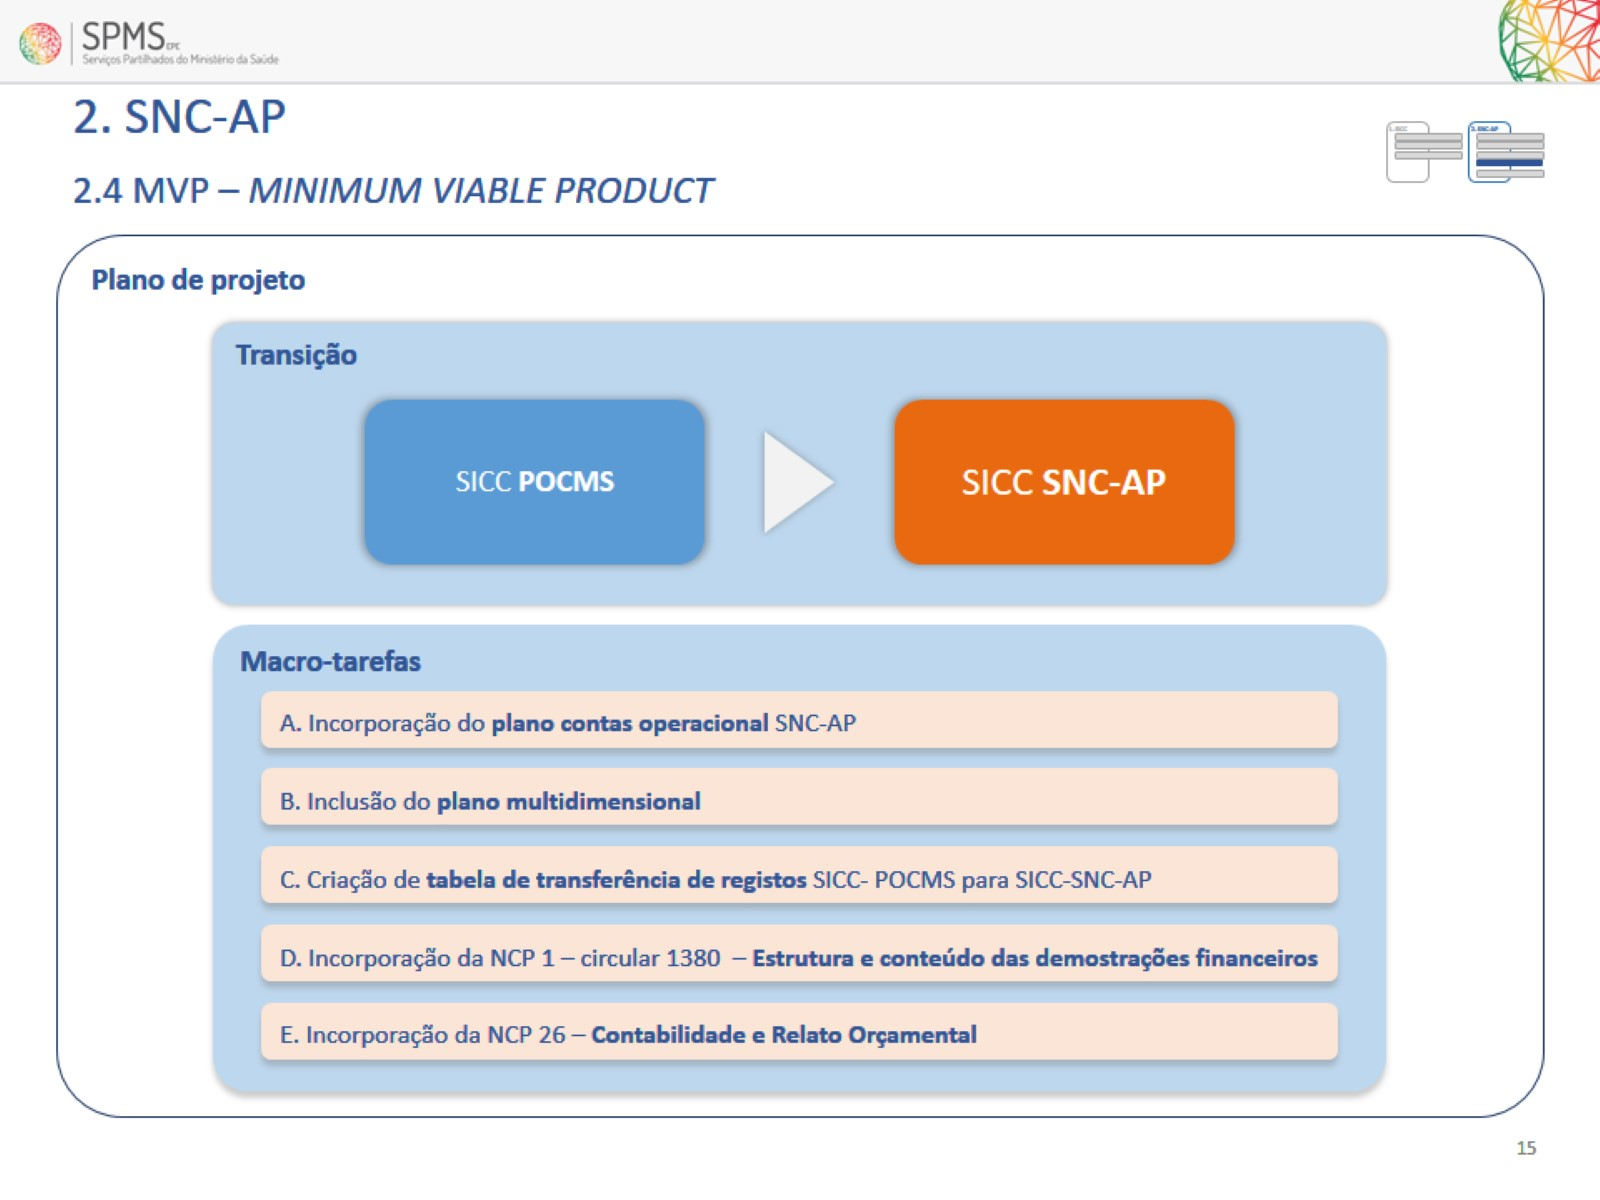 SPMS EPE
Serviços Partilhados do Ministério da Saúde
2. SNC-AP
2.4 MVP – MINIMUM VIABLE PRODUCT
2. SNC-AP
Plano de projeto
Transição
SICC POCMS
SICC SNC-AP
Macro-tarefas
A. Incorporação do plano contas operacional SNC-AP
B. Inclusão do plano multidimensional
C. Criação de tabela de transferência de registos SICC- POCMS para SICC-SNC-AP
D. Incorporação da NCP 1 – circular 1380 – Estrutura e conteúdo das demostrações financeiros
E. Incorporação da NCP 26 – Contabilidade e Relato Orçamental
15